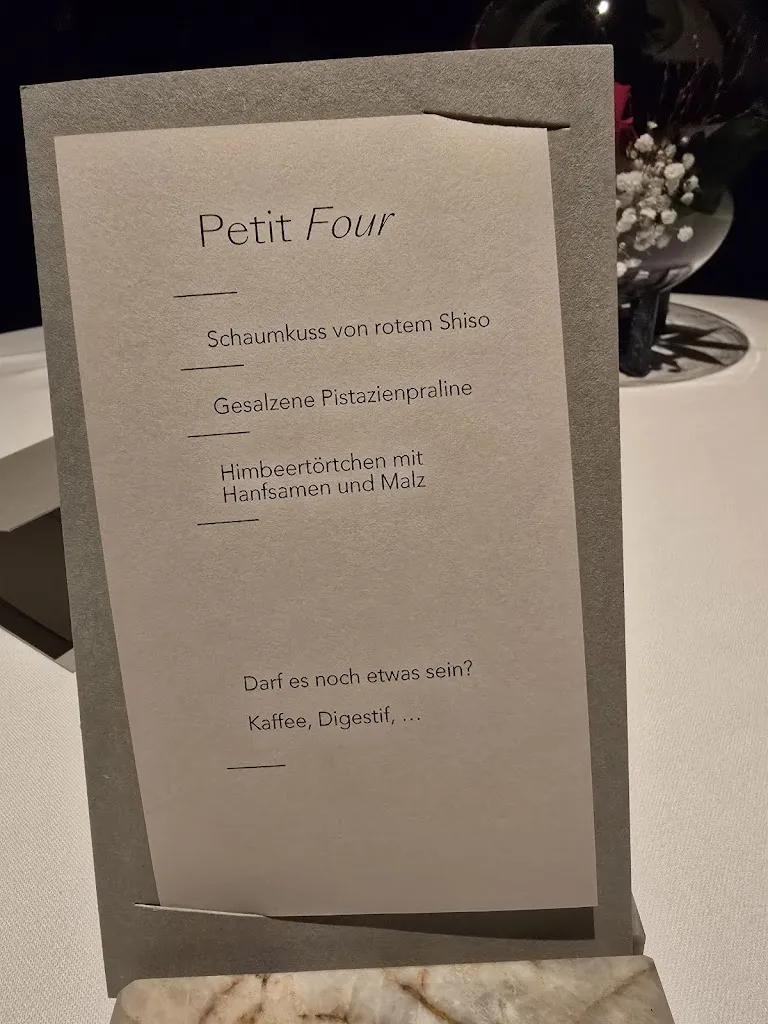 Petit Four
Schaumkuss von rotem Shiso
Gesalzene Pistazienpraline
Himbeertörtchen mit
Hanfsamen und Malz
Darf es noch etwas sein?
Kaffee, Digestif, ...